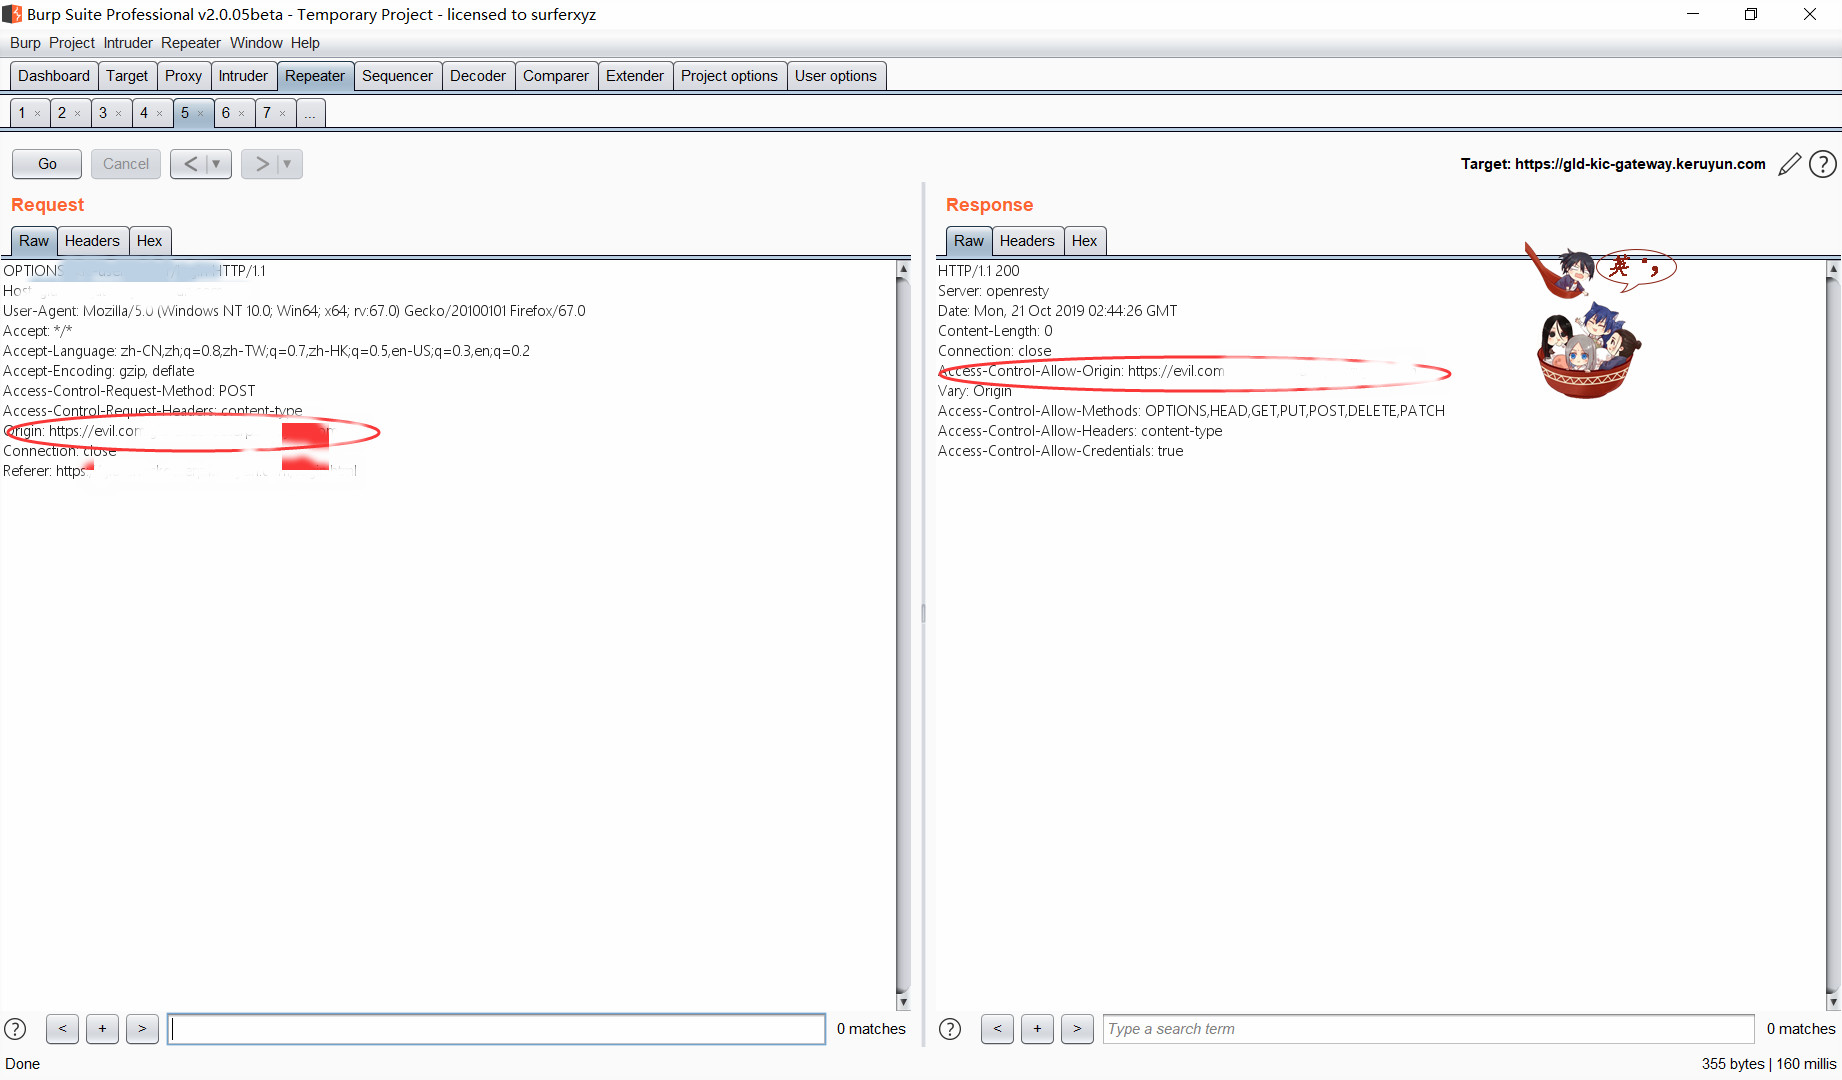 Burp Suite Professional v2.0.05beta - Temporary Project - licensed to surferxyz
Burp Project Intruder Repeater Window Help
Dashboard Target Proxy Intruder Repeater Sequencer Decoder Comparer Extender Project options User options
1 × 2 × 3 × 4 × 5 × 6 × 7 × ...
Go Cancel < ▼ > ▼ Target: https://gld-kic-gateway.keruyun.com ?
Request
Raw Headers Hex
OPTIONS HTTP/1.1
User-Agent: Mozilla/5.0 (Windows NT 10.0; Win64; x64; rv:67.0) Gecko/20100101 Firefox/67.0
Accept: */*
Accept-Language: zh-CN,zh;q=0.8,zh-TW;q=0.7,zh-HK;q=0.5,en-US;q=0.3,en;q=0.2
Accept-Encoding: gzip, deflate
Access-Control-Request-Method: POST
Access-Control-Request-Headers: content-type
Origin: https://evil.com
Connection: close
Referer: https
? < + > 0 matches
Response
Raw Headers Hex
HTTP/1.1 200
Server: openresty
Date: Mon, 21 Oct 2019 02:44:26 GMT
Content-Length: 0
Connection: close
Access-Control-Allow-Origin: https://evil.com
Vary: Origin
Access-Control-Allow-Methods: OPTIONS,HEAD,GET,PUT,POST,DELETE,PATCH
Access-Control-Allow-Headers: content-type
Access-Control-Allow-Credentials: true
英
? < + > Type a search term 0 matches
Done
355 bytes | 160 millis